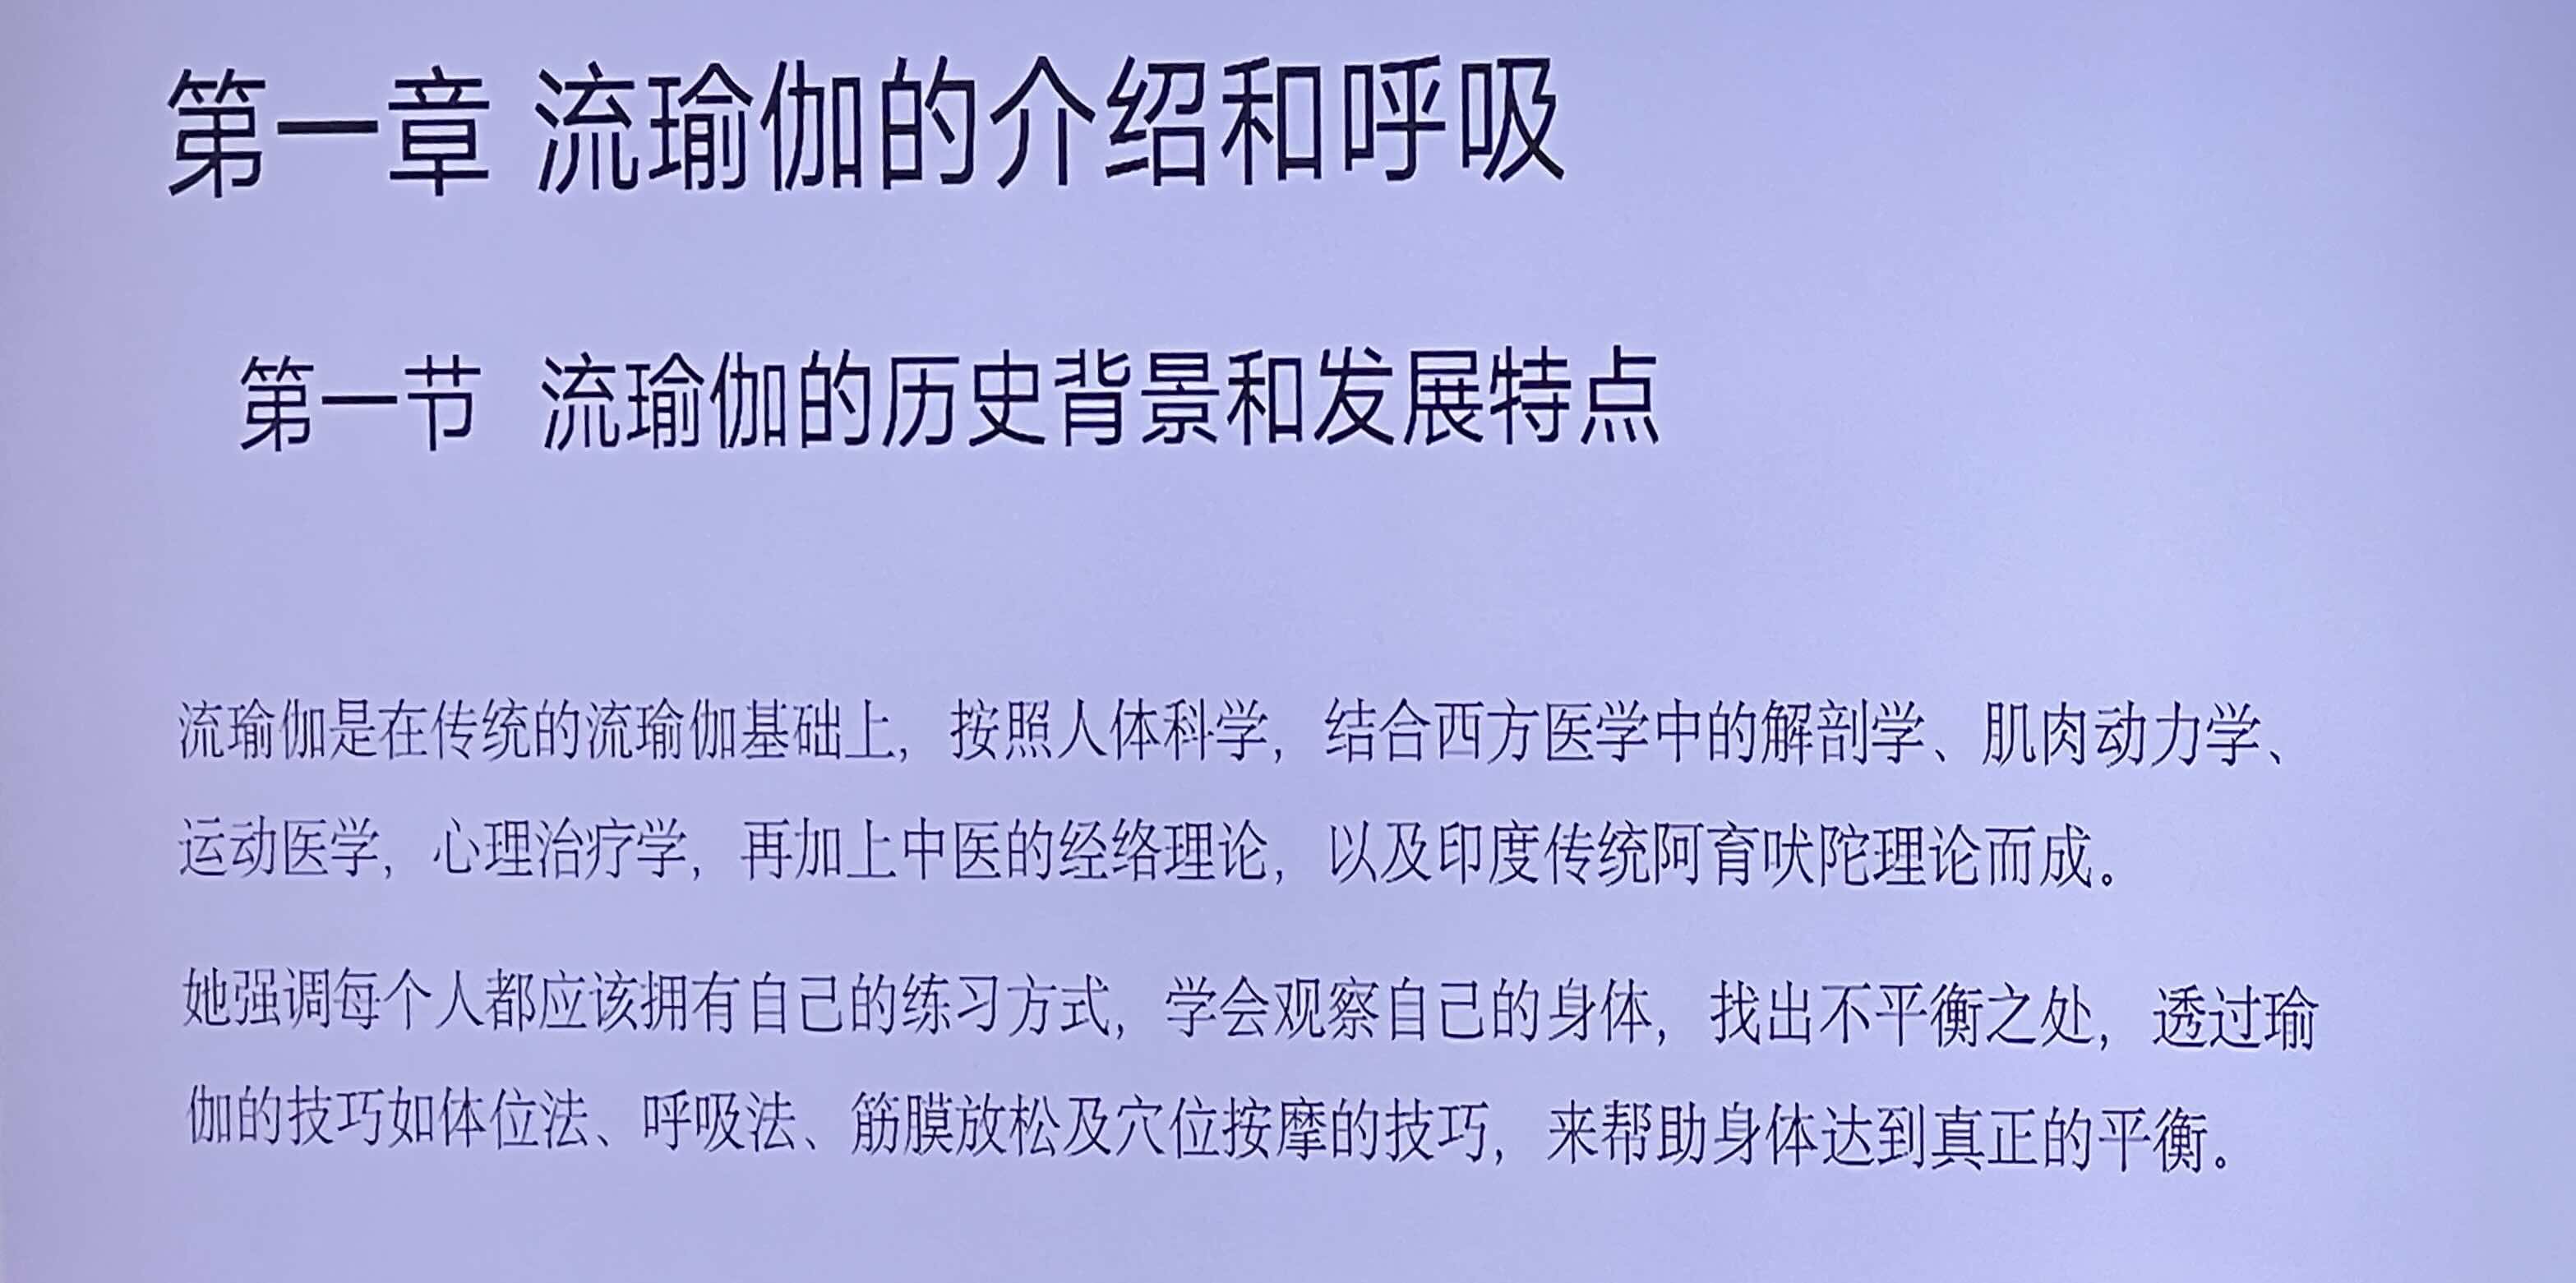 第一章 流瑜伽的介绍和呼吸
第一节 流瑜伽的历史背景和发展特点
流瑜伽是在传统的流瑜伽基础上，按照人体科学，结合西方医学中的解剖学、肌肉动力学、
运动医学，心理治疗学，再加上中医的经络理论，以及印度传统阿育吠陀理论而成。
她强调每个人都应该拥有自己的练习方式，学会观察自己的身体，找出不平衡之处，透过瑜
伽的技巧如体位法、呼吸法、筋膜放松及穴位按摩的技巧，来帮助身体达到真正的平衡。